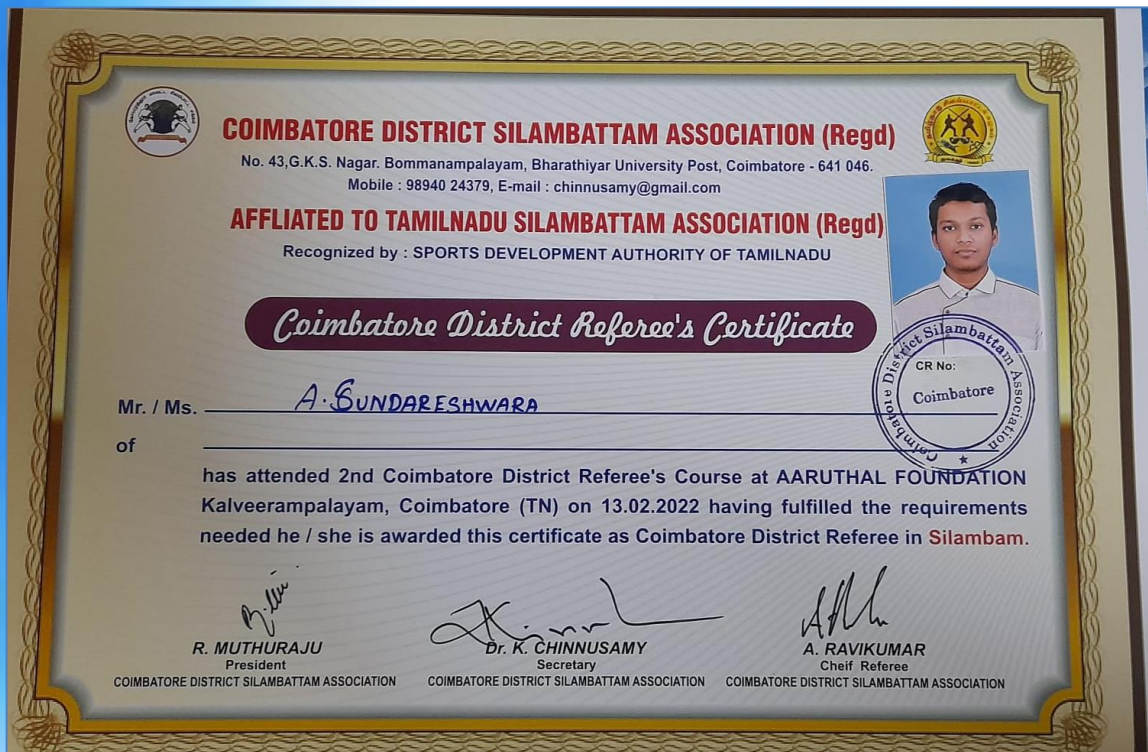 COIMBATORE DISTRICT SILAMBATTAM ASSOCIATION (Regd)
No. 43,G.K.S. Nagar. Bommanampalayam, Bharathiyar University Post, Coimbatore - 641 046.
Mobile : 98940 24379, E-mail : chinnusamy@gmail.com
AFFLIATED TO TAMILNADU SILAMBATTAM ASSOCIATION (Regd)
Recognized by : SPORTS DEVELOPMENT AUTHORITY OF TAMILNADU
Coimbatore District Referee's Certificate
CR No:
Coimbatore District Silambattam Association
Coimbatore
Mr. / Ms. A. SUNDARESHWARA
of
has attended 2nd Coimbatore District Referee's Course at AARUTHAL FOUNDATION
Kalveerampalayam, Coimbatore (TN) on 13.02.2022 having fulfilled the requirements
needed he / she is awarded this certificate as Coimbatore District Referee in Silambam.
R. MUTHURAJU
President
COIMBATORE DISTRICT SILAMBATTAM ASSOCIATION
Dr. K. CHINNUSAMY
Secretary
COIMBATORE DISTRICT SILAMBATTAM ASSOCIATION
A. RAVIKUMAR
Cheif Referee
COIMBATORE DISTRICT SILAMBATTAM ASSOCIATION